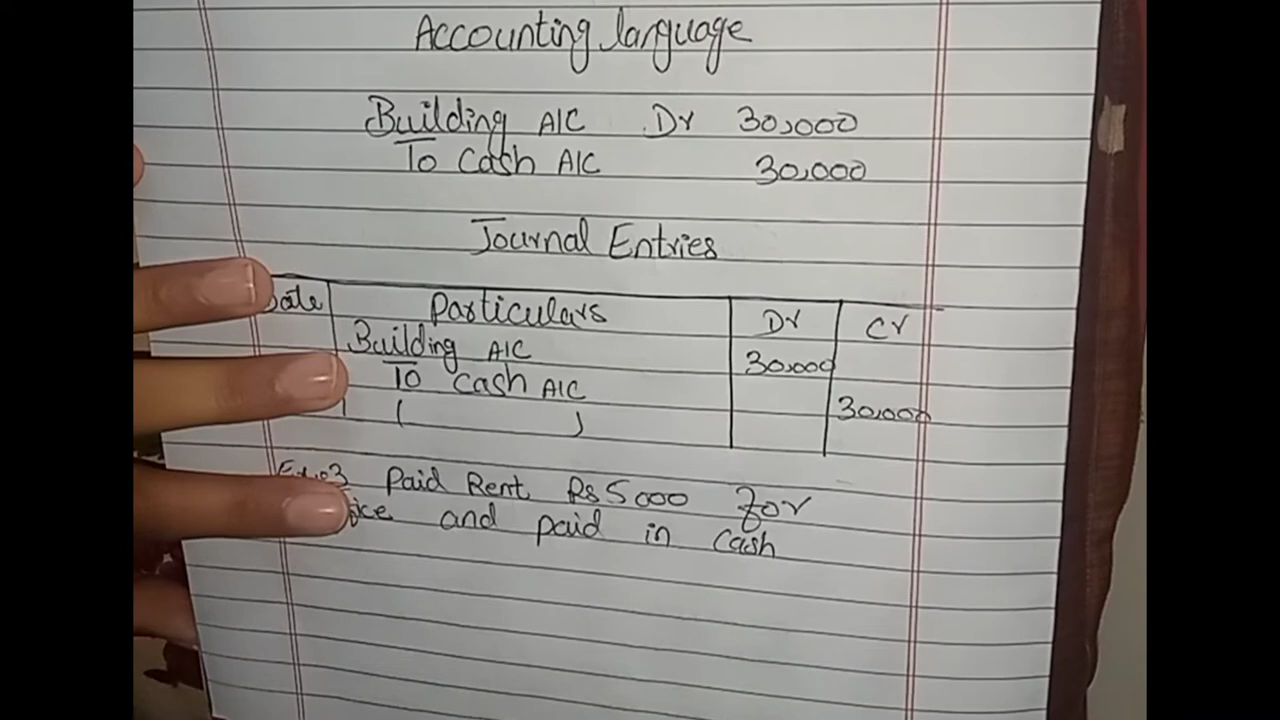 Accounting language
Building A/C Dr 30,000
To Cash A/C 30,000
Journal Entries
Date Particulars Dr Cr
Building A/C 30,000
To Cash A/C
( ) 30,000
Paid Rent Rs 5000 for
and paid in cash